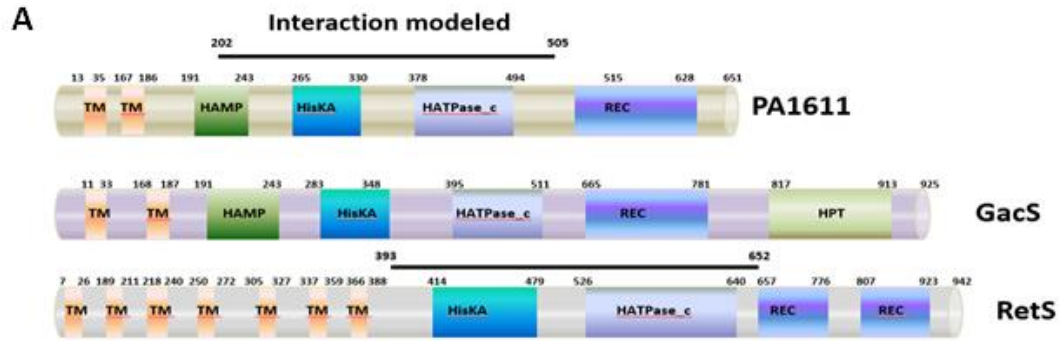 A
Interaction modeled
202 505
13 35 167 186 191 243 265 330 378 494 515 628 651
TM TM HAMP HisKA HATPase_c REC PA1611
11 33 168 187 191 243 283 348 395 511 665 781 817 913 925
TM TM HAMP HisKA HATPase_c REC HPT GacS
393 652
7 26 189 211 218 240 250 272 305 327 337 359 366 388 414 479 526 640 657 776 807 923 942
TM TM TM TM TM TM TM HisKA HATPase_c REC REC RetS